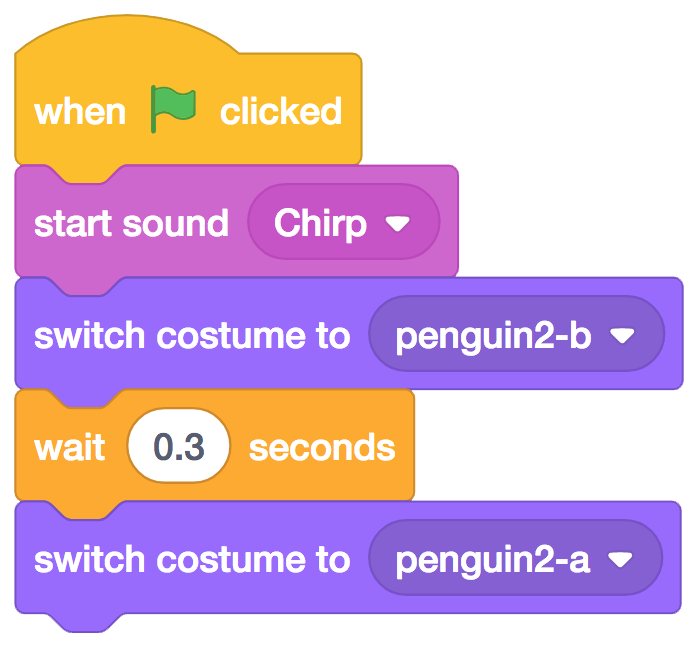 when clicked
start sound Chirp
switch costume to penguin2-b
wait 0.3 seconds
switch costume to penguin2-a